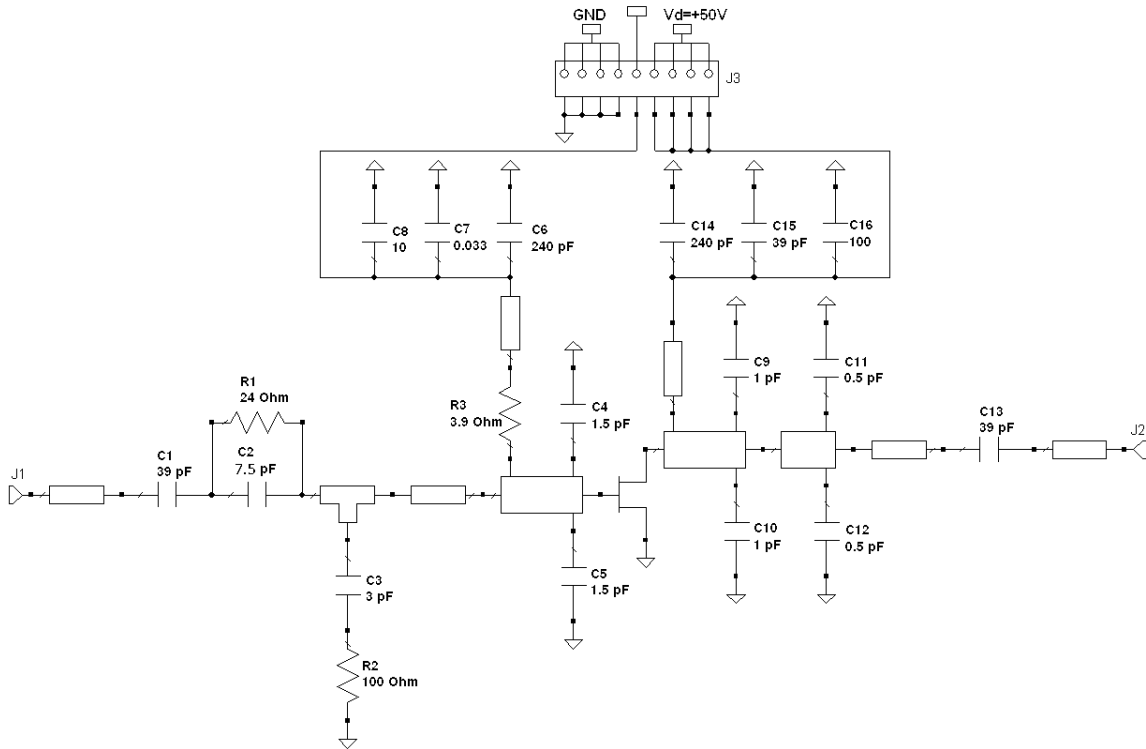 GND
Vd=+50V
J3
C8
10
C7
0.033
C6
240 pF
C14
240 pF
C15
39 pF
C16
100
C9
1 pF
C11
0.5 pF
R1
24 Ohm
R3
3.9 Ohm
C4
1.5 pF
C13
39 pF
J2
J1
C1
39 pF
C2
7.5 pF
C10
1 pF
C12
0.5 pF
C3
3 pF
C5
1.5 pF
R2
100 Ohm